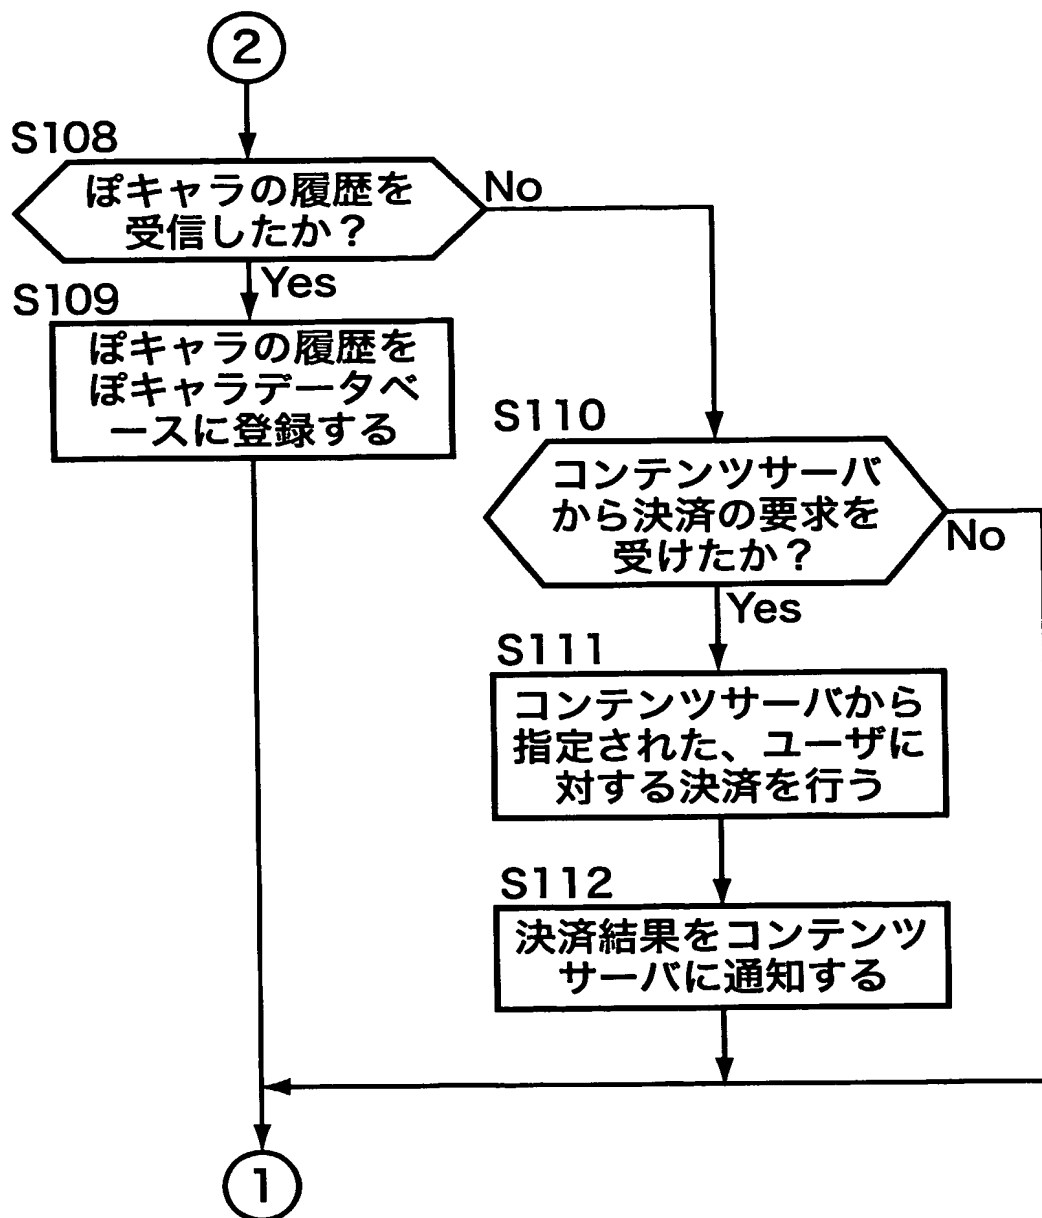 2
S108
ぽキャラの履歴を
受信したか？
No
Yes
S109
ぽキャラの履歴を
ぽキャラデータベ
ースに登録する
S110
コンテンツサーバ
から決済の要求を
受けたか？
No
Yes
S111
コンテンツサーバから
指定された、ユーザに
対する決済を行う
S112
決済結果をコンテンツ
サーバに通知する
1